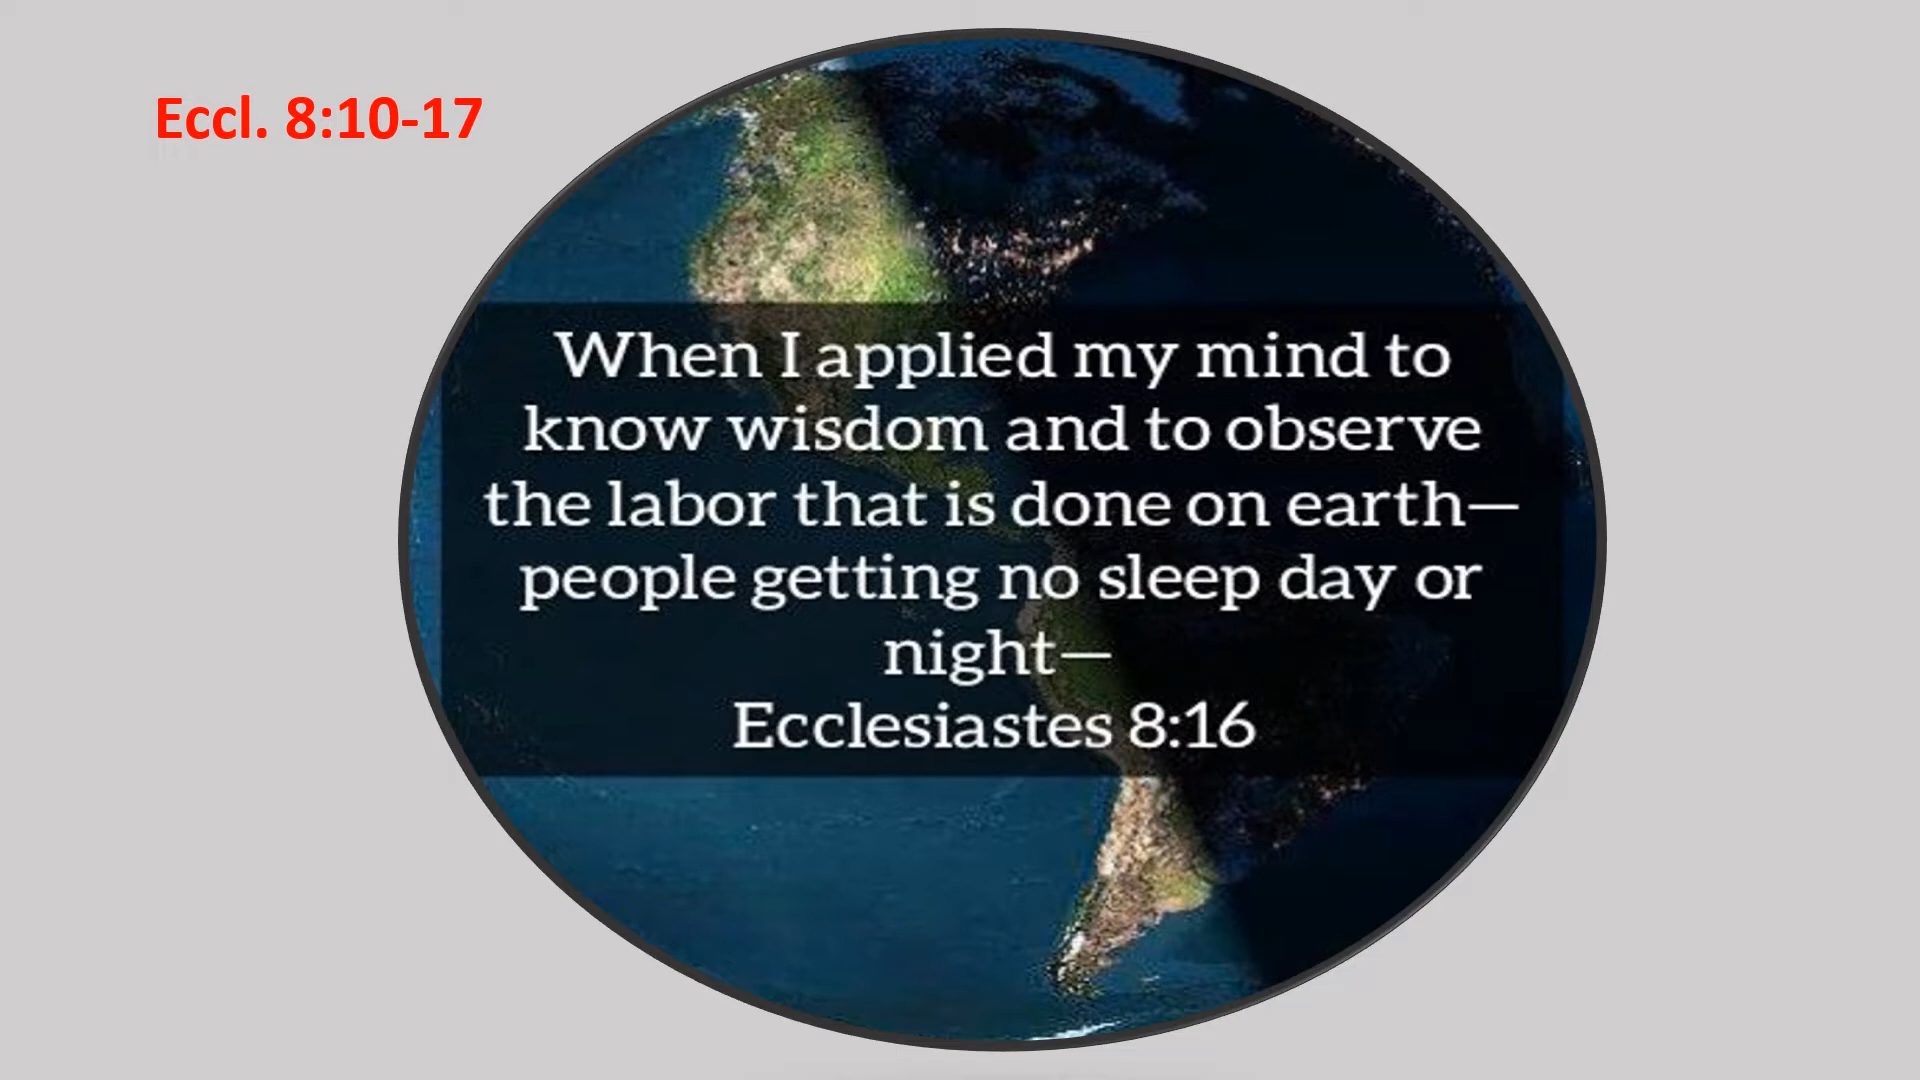 Eccl. 8:10-17
When I applied my mind to
know wisdom and to observe
the labor that is done on earth—
people getting no sleep day or
night—
Ecclesiastes 8:16